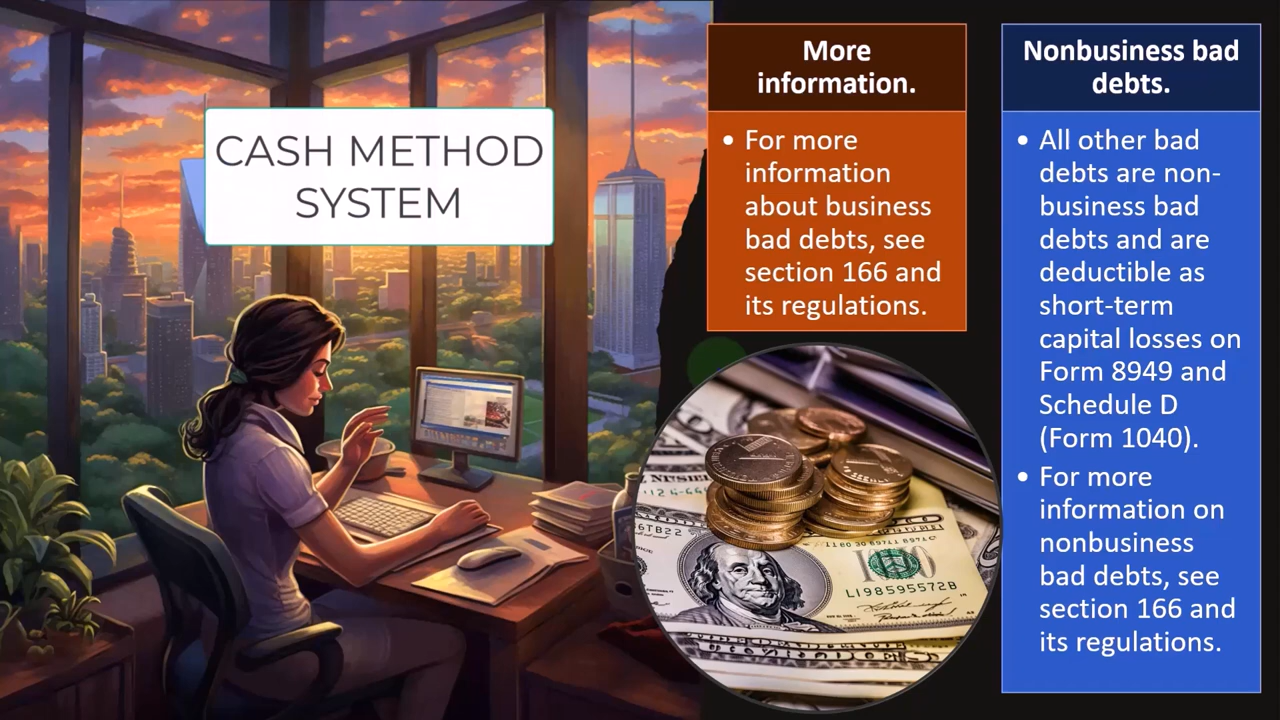 CASH METHOD
SYSTEM
More
information.
• For more
information
about business
bad debts, see
section 166 and
its regulations.
Nonbusiness bad
debts.
• All other bad
debts are non-
business bad
debts and are
deductible as
short-term
capital losses on
Form 8949 and
Schedule D
(Form 1040).
• For more
information on
nonbusiness
bad debts, see
section 166 and
its regulations.
100
LI98595572B